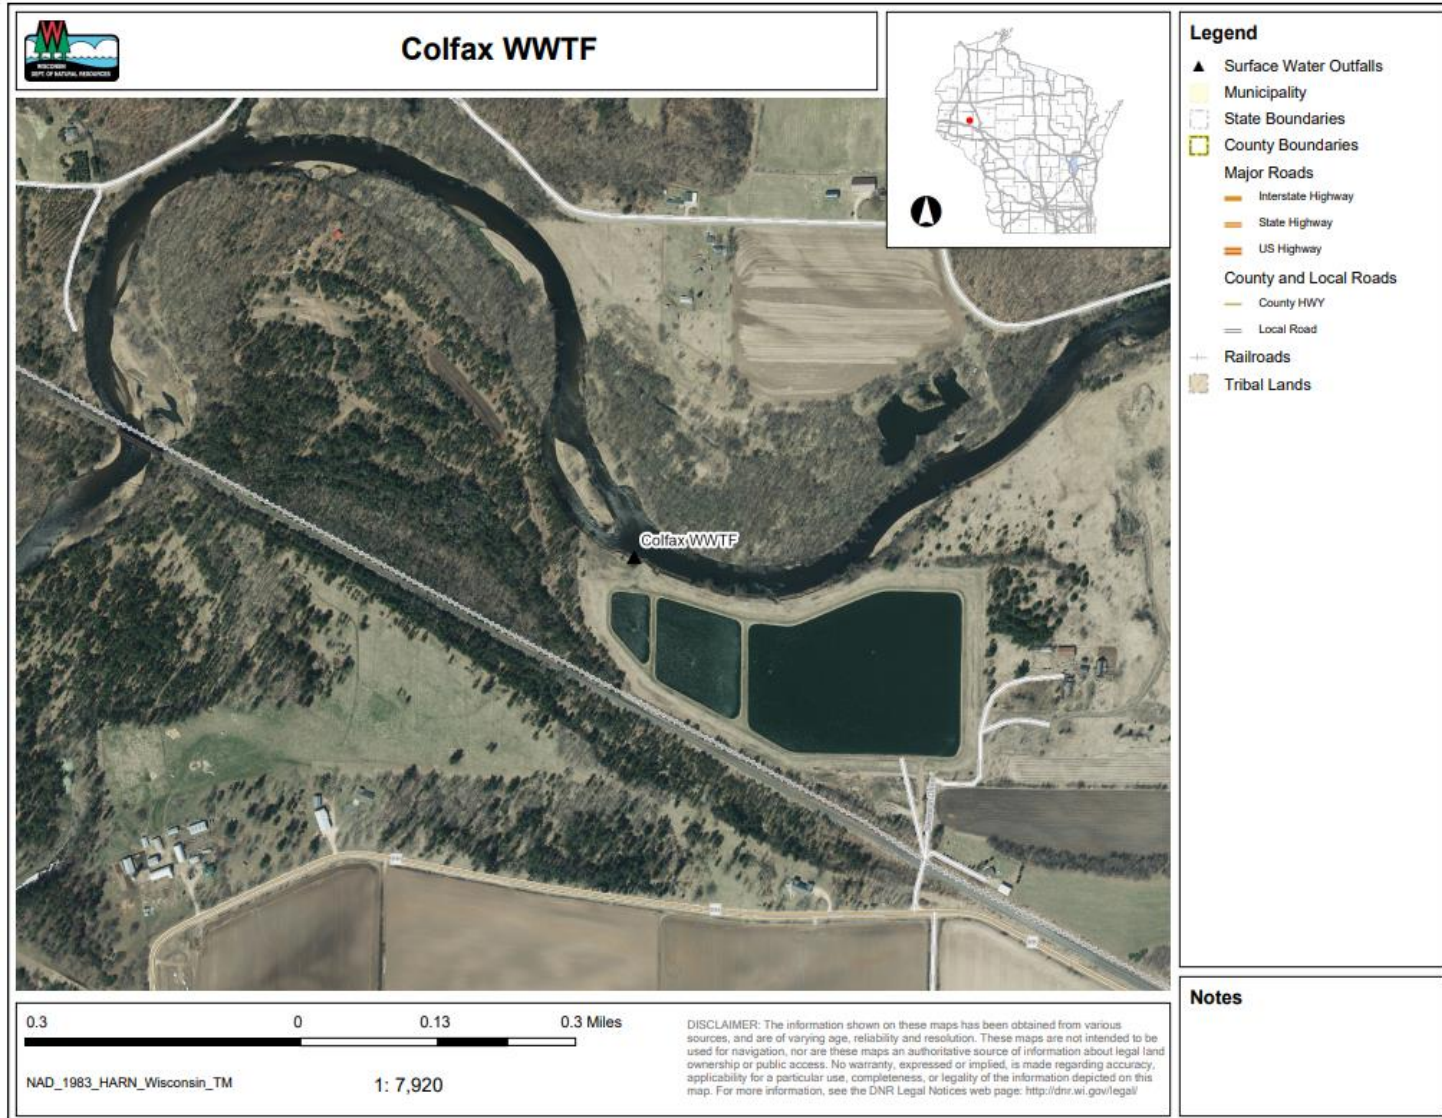 WISCONSIN
DEPT. OF NATURAL RESOURCES
Colfax WWTF
Legend
Surface Water Outfalls
Municipality
State Boundaries
County Boundaries
Major Roads
Interstate Highway
State Highway
US Highway
County and Local Roads
County HWY
Local Road
Railroads
Tribal Lands
Colfax WWTF
Notes
0.3 0 0.13 0.3 Miles
NAD_1983_HARN_Wisconsin_TM
1: 7,920
DISCLAIMER: The information shown on these maps has been obtained from various
sources, and are of varying age, reliability and resolution. These maps are not intended to be
used for navigation, nor are these maps an authoritative source of information about legal land
ownership or public access. No warranty, expressed or implied, is made regarding accuracy,
applicability for a particular use, completeness, or legality of the information depicted on this
map. For more information, see the DNR Legal Notices web page: http://dnr.wi.gov/legal/